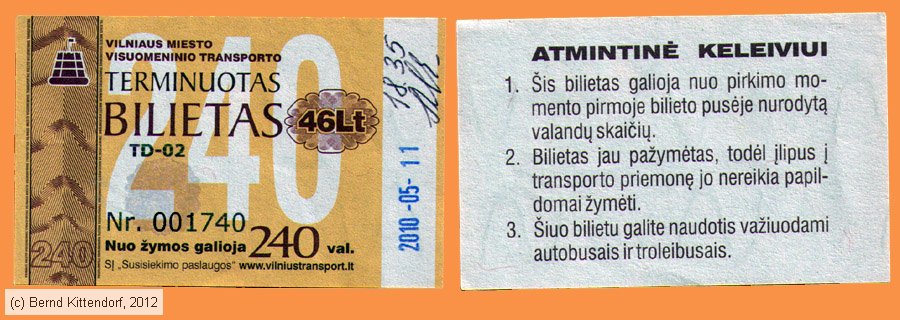 VILNIAUS MIESTO
VISUOMENINIO TRANSPORTO
TERMINUOTAS
BILIETAS
46Lt
TD-02
240
Nr. 001740
Nuo žymos galioja 240 val.
SĮ „Susisiekimo paslaugos" www.vilniustransport.lt
240
2010 -05- 11
18 35
ATMINTINĖ KELEIVIUI
1. Šis bilietas galioja nuo pirkimo mo-
mento pirmoje bilieto pusėje nurodytą
valandų skaičių.
2. Bilietas jau pažymėtas, todėl įlipus į
transporto priemonę jo nereikia papil-
domai žymėti.
3. Šiuo bilietu galite naudotis važiuodami
autobusais ir troleibusais.
(c) Bernd Kittendorf, 2012